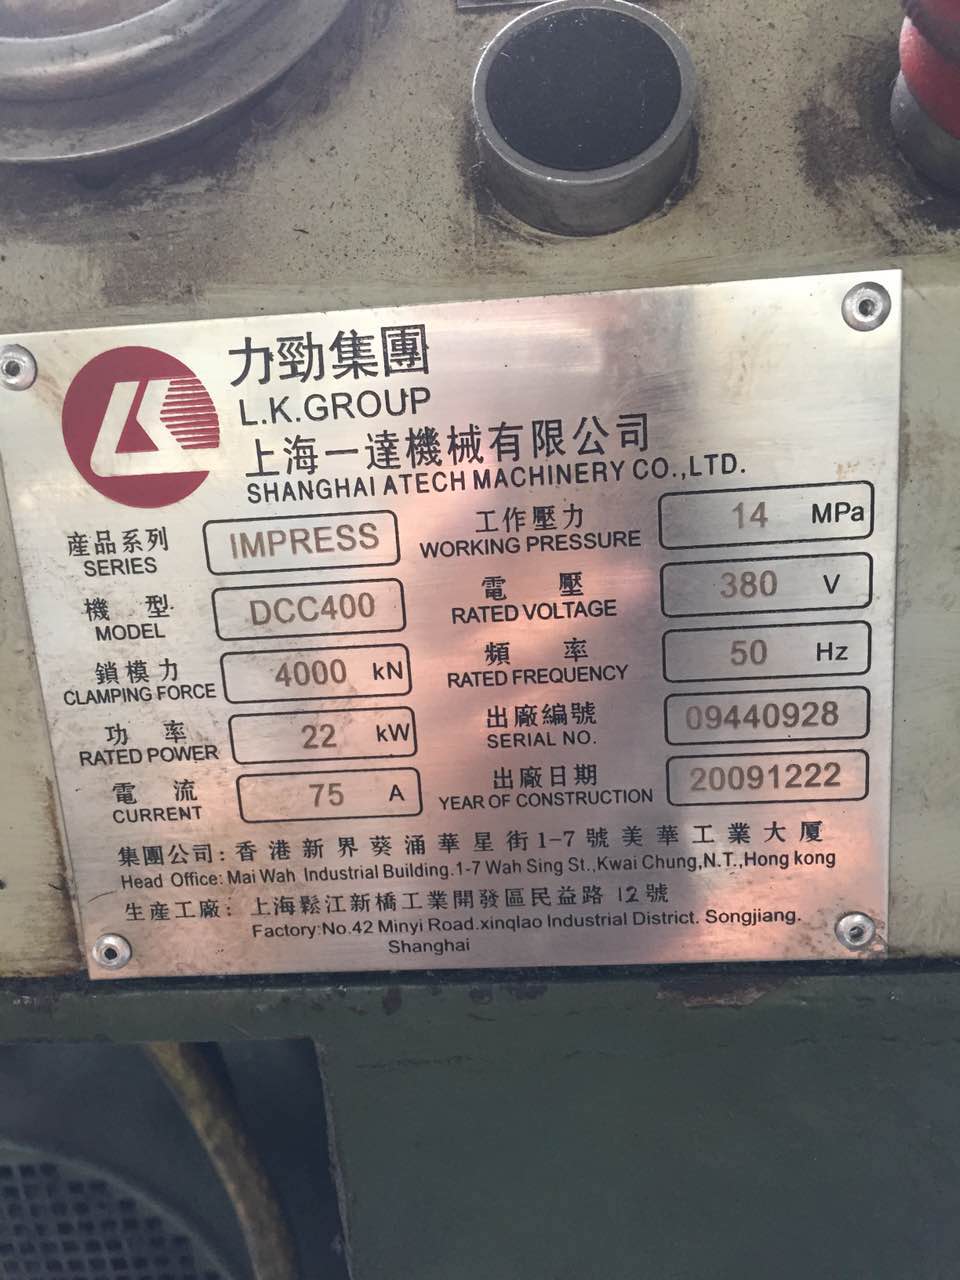 力勁集團
L.K.GROUP
上海一達機械有限公司
SHANGHAI ATECH MACHINERY CO.,LTD.
產品系列 IMPRESS
SERIES
機型 DCC400
MODEL
鎖模力 4000 kN
CLAMPING FORCE
功率 22 kW
RATED POWER
電流 75 A
CURRENT
工作壓力 14 MPa
WORKING PRESSURE
電壓 380 V
RATED VOLTAGE
頻率 50 Hz
RATED FREQUENCY
出廠編號 09440928
SERIAL NO.
出廠日期 20091222
YEAR OF CONSTRUCTION
集團公司:香港新界葵涌華星街1-7號美華工業大厦
Head Office: Mai Wah Industrial Building.1-7 Wah Sing St.,Kwai Chung,N.T.,Hong kong
生產工廠:上海鬆江新橋工業開發區民益路12號
Factory:No.42 Minyi Road.xinqlao Industrial District. Songjiang.
Shanghai